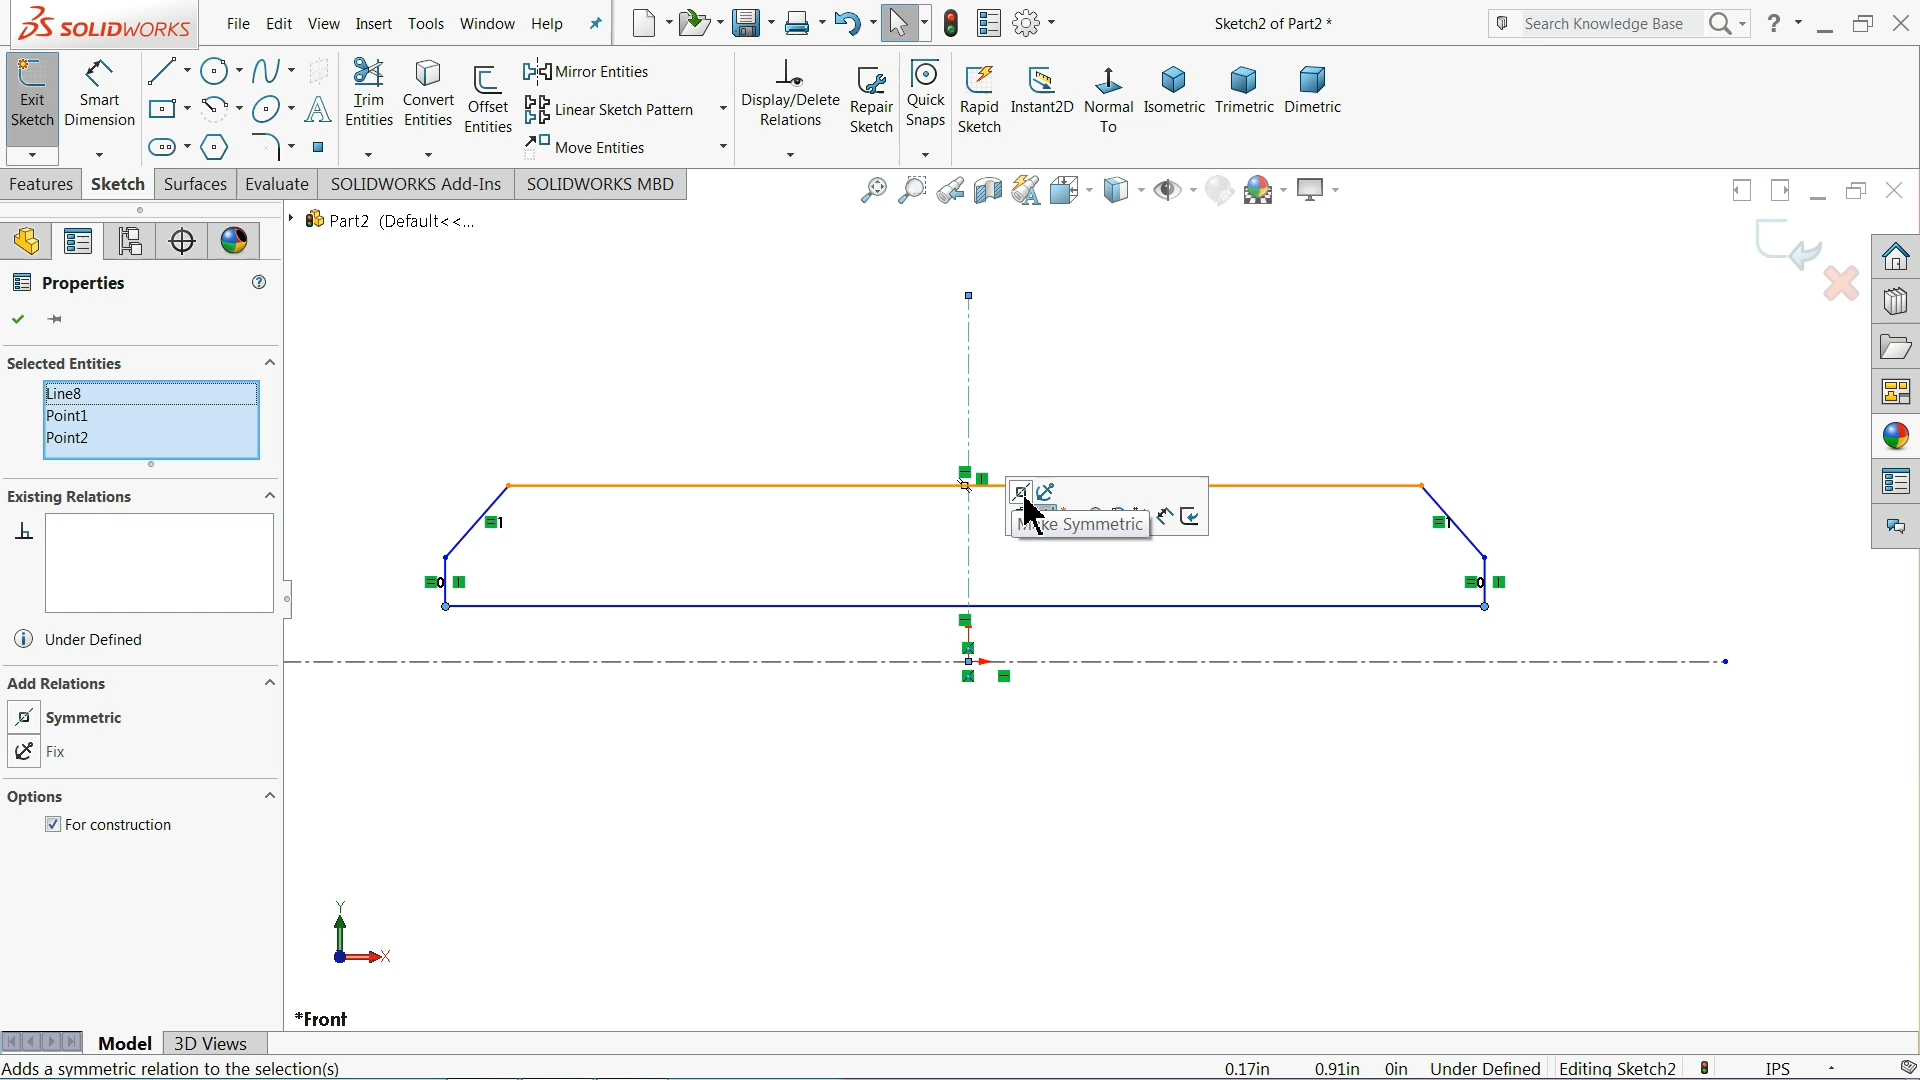 SOLIDWORKS File Edit View Insert Tools Window Help Sketch2 of Part2 * Search Knowledge Base ?
Exit Sketch
Smart Dimension
Trim Entities
Convert Entities
Offset Entities
Mirror Entities
Linear Sketch Pattern
Move Entities
Display/Delete Relations
Repair Sketch
Quick Snaps
Rapid Sketch
Instant2D
Normal To
Isometric
Trimetric
Dimetric
Features Sketch Surfaces Evaluate SOLIDWORKS Add-Ins SOLIDWORKS MBD
Part2 (Default<<...
Properties
Selected Entities
Line8
Point1
Point2
Existing Relations
Under Defined
Add Relations
Symmetric
Fix
Options
For construction
1
1
0
0
Symmetric
Y
X
*Front
Model 3D Views
Adds a symmetric relation to the selection(s) 0.17in 0.91in 0in Under Defined Editing Sketch2 IPS